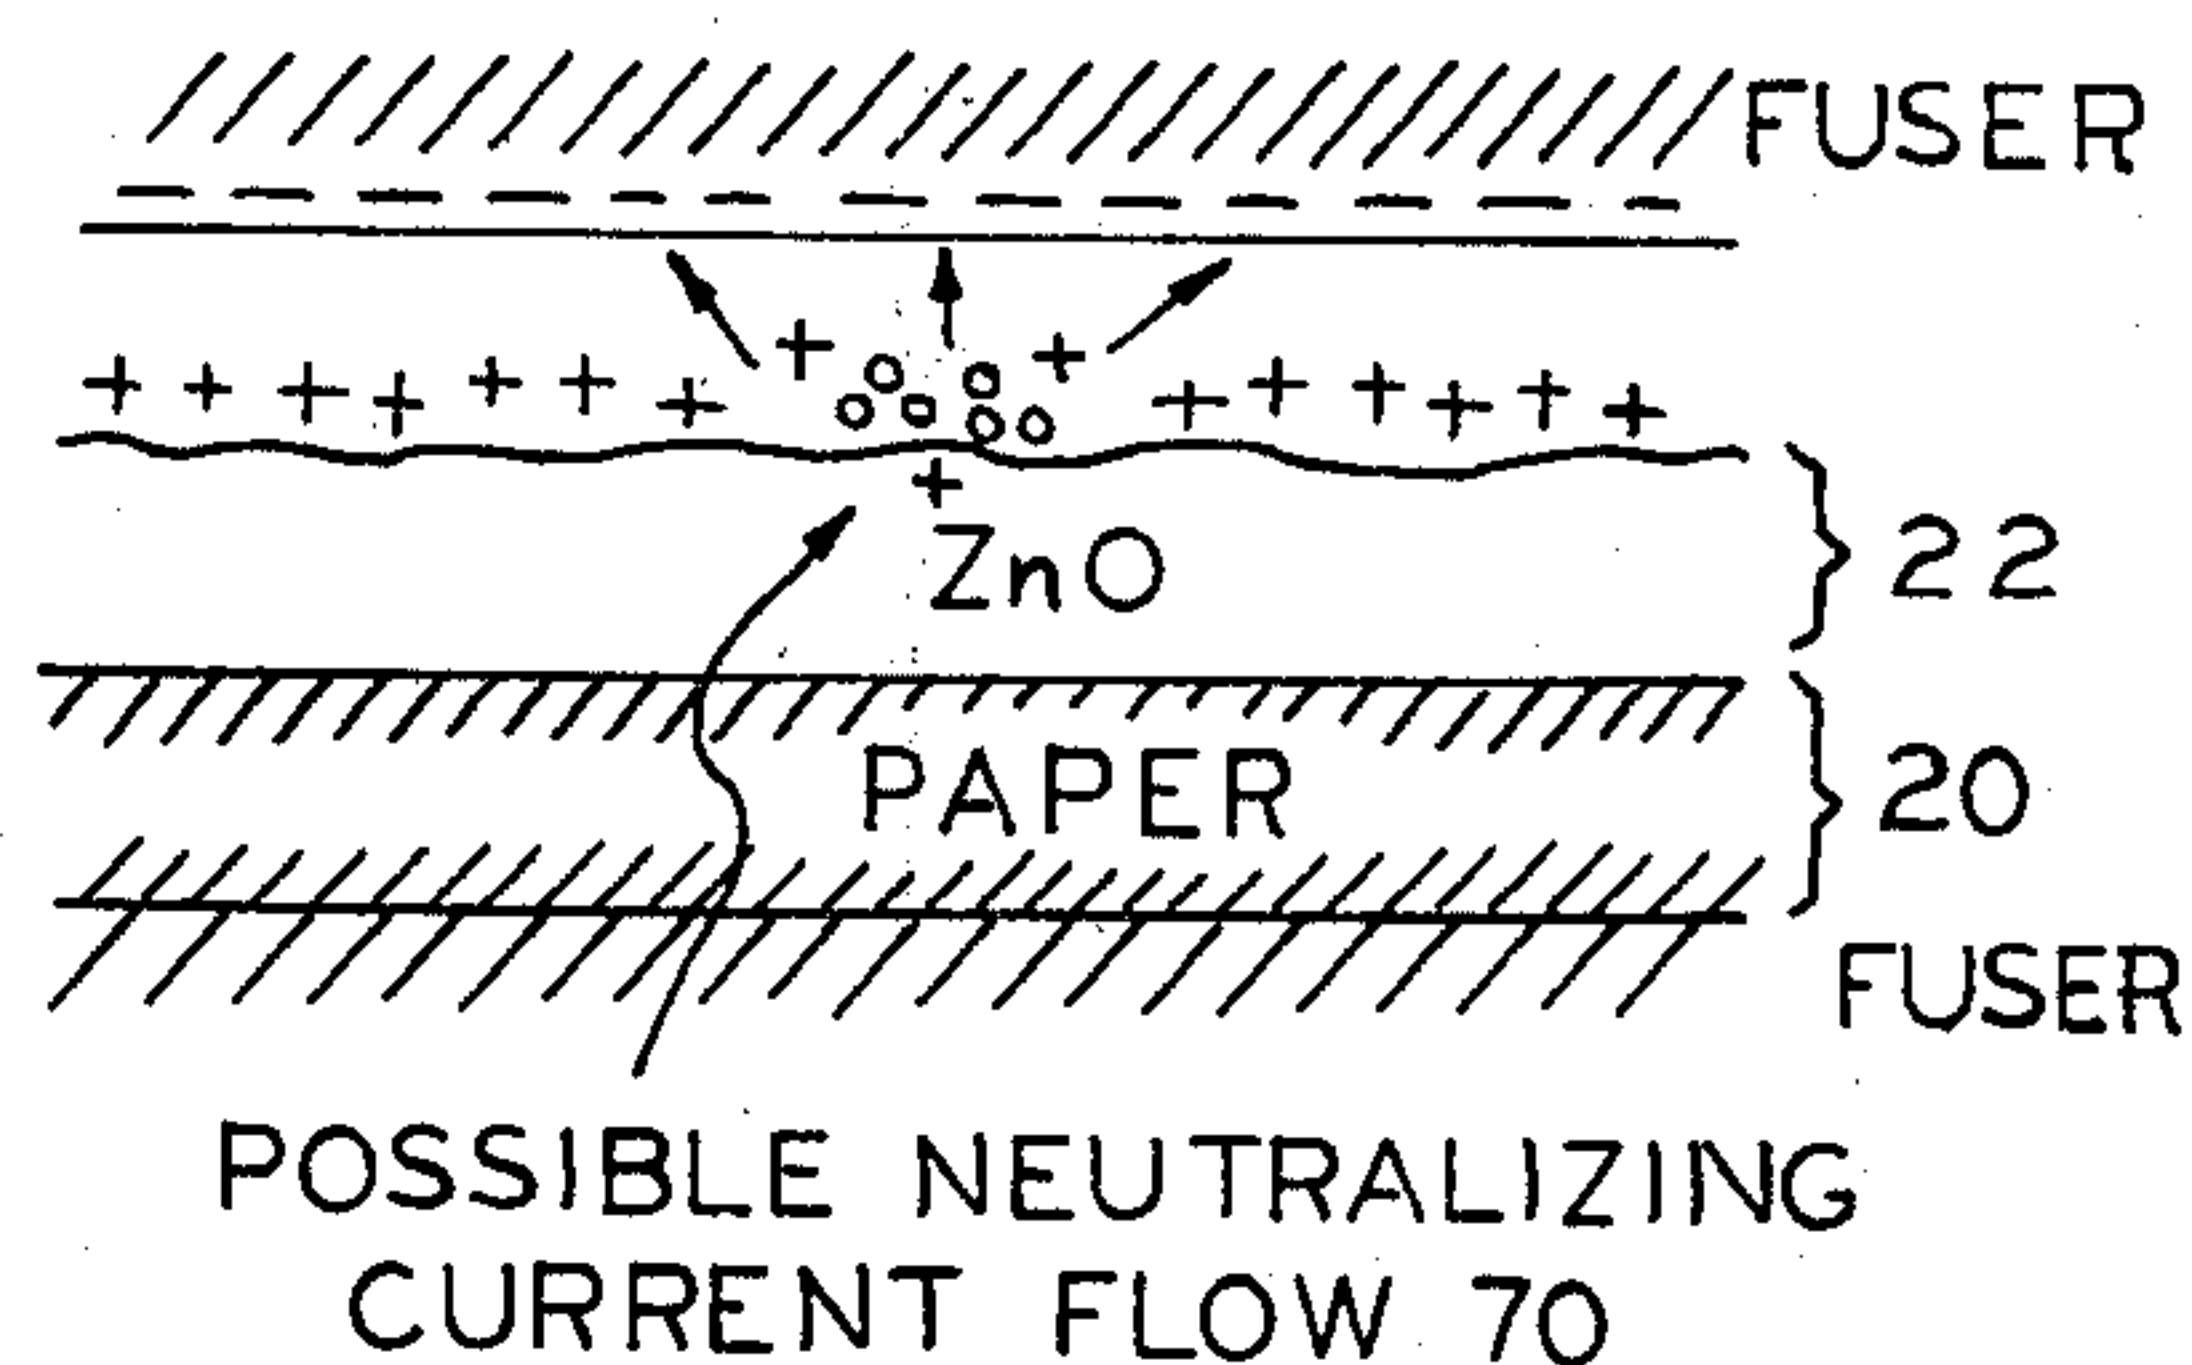 FUSER
ZnO
22
PAPER
20
FUSER
POSSIBLE NEUTRALIZING
CURRENT FLOW 70